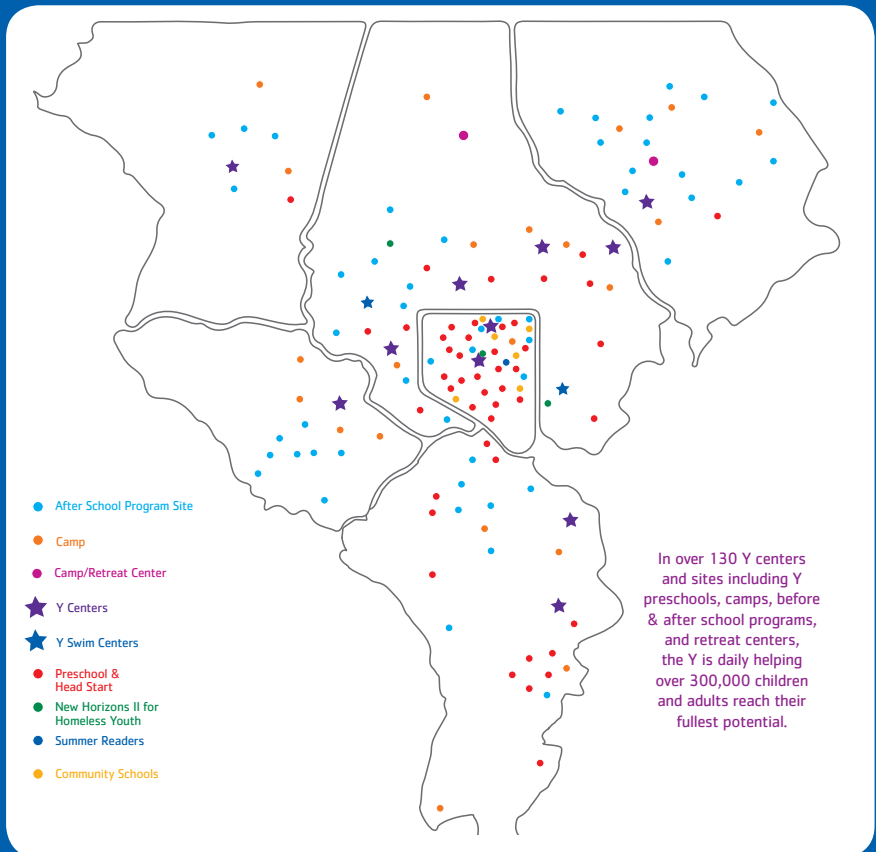 After School Program Site
Camp
Camp/Retreat Center
Y Centers
Y Swim Centers
Preschool &
Head Start
New Horizons II for
Homeless Youth
Summer Readers
Community Schools
In over 130 Y centers
and sites including Y
preschools, camps, before
& after school programs,
and retreat centers,
the Y is daily helping
over 300,000 children
and adults reach their
fullest potential.